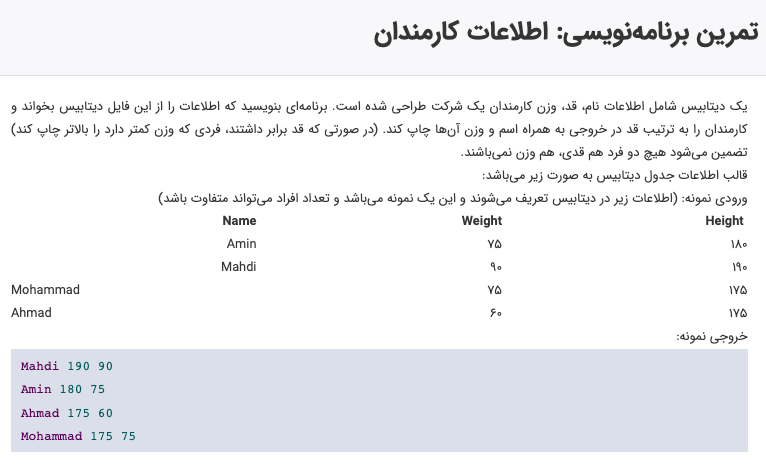 تمرین برنامه‌نویسی: اطلاعات کارمندان
یک دیتابیس شامل اطلاعات نام، قد، وزن کارمندان یک شرکت طراحی شده است. برنامه‌ای بنویسید که اطلاعات را از این فایل دیتابیس بخواند و
کارمندان را به ترتیب قد در خروجی به همراه اسم و وزن آن‌ها چاپ کند. (در صورتی که قد برابر داشتند، فردی که وزن کمتر دارد را بالاتر چاپ کند)
تضمین می‌شود هیچ دو فرد هم قدی، هم وزن نمی‌باشند.
قالب اطلاعات جدول دیتابیس به صورت زیر می‌باشد:
ورودی نمونه: (اطلاعات زیر در دیتابیس تعریف می‌شوند و این یک نمونه می‌باشد و تعداد افراد می‌تواند متفاوت باشد)
Name Weight Height
Amin ۷۵ ۱۸۰
Mahdi ۹۰ ۱۹۰
Mohammad ۷۵ ۱۷۵
Ahmad ۶۰ ۱۷۵
خروجی نمونه:
Mahdi 190 90
Amin 180 75
Ahmad 175 60
Mohammad 175 75